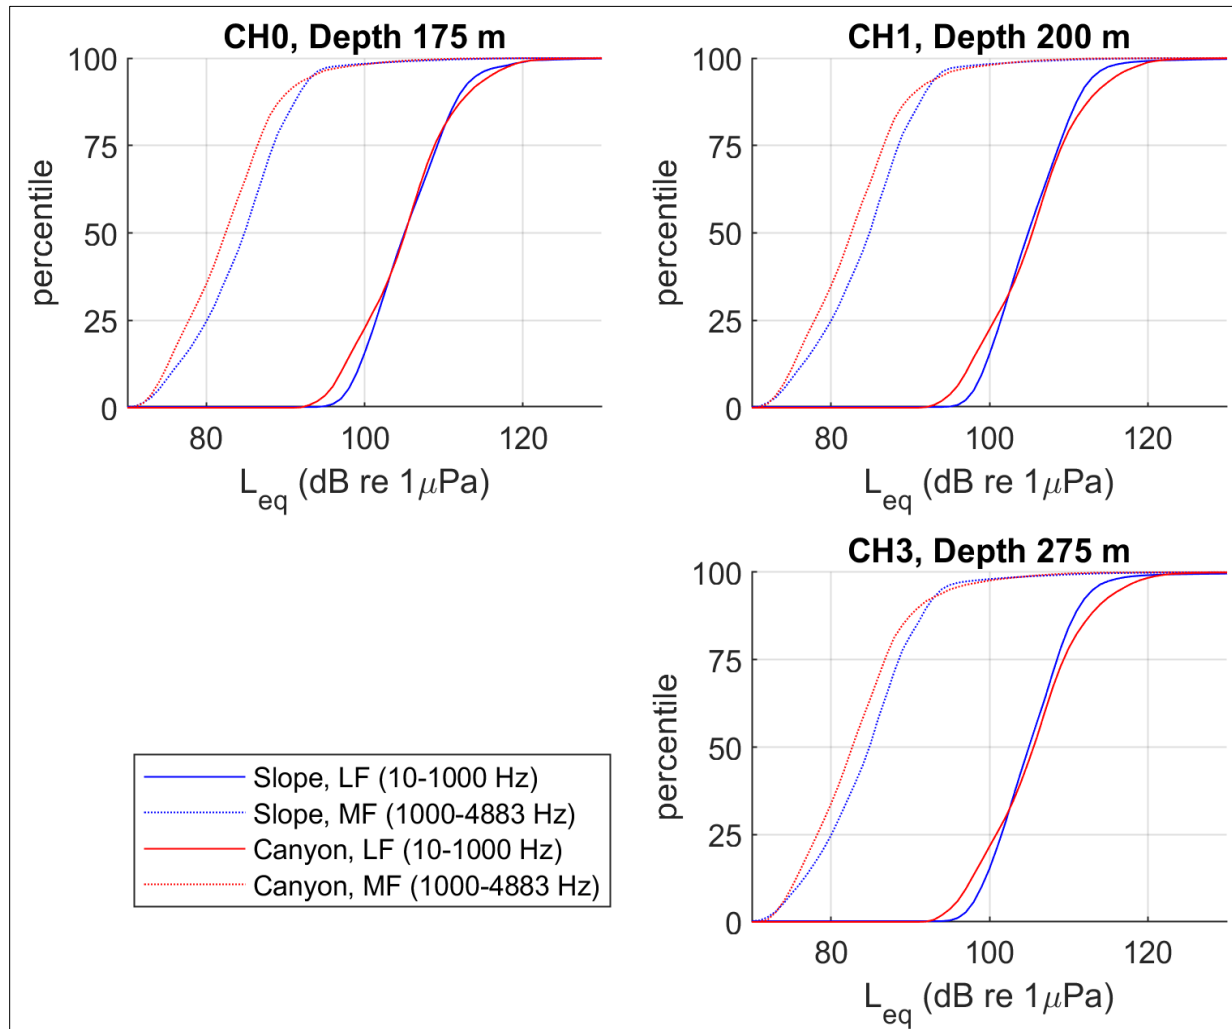 CH0, Depth 175 m
100
75
50
25
0
percentile
80 100 120
L_eq (dB re 1μPa)
CH1, Depth 200 m
100
75
50
25
0
percentile
80 100 120
L_eq (dB re 1μPa)
CH3, Depth 275 m
100
75
50
25
0
percentile
80 100 120
L_eq (dB re 1μPa)
Slope, LF (10-1000 Hz)
Slope, MF (1000-4883 Hz)
Canyon, LF (10-1000 Hz)
Canyon, MF (1000-4883 Hz)